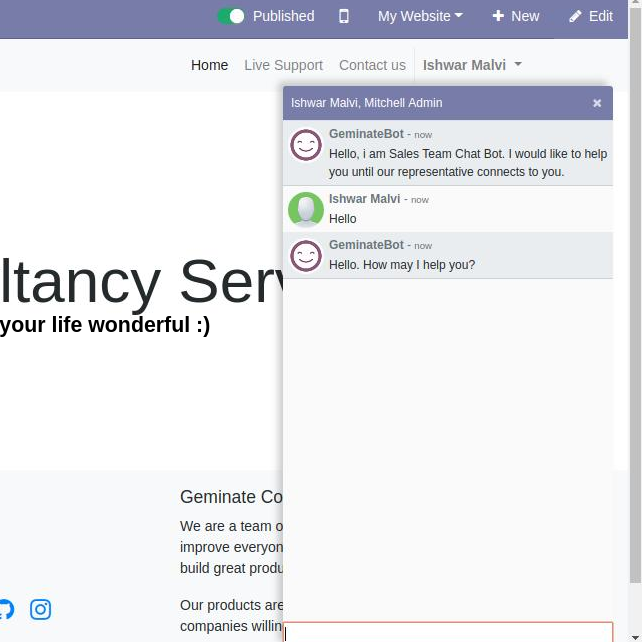 Published My Website New Edit
Home Live Support Contact us Ishwar Malvi
Ishwar Malvi, Mitchell Admin
GeminateBot - now
Hello, i am Sales Team Chat Bot. I would like to help
you until our representative connects to you.
Ishwar Malvi - now
Hello
GeminateBot - now
Hello. How may I help you?
ltancy Serv
your life wonderful :)
Geminate Co
We are a team o
improve everyon
build great produ
Our products are
companies willin